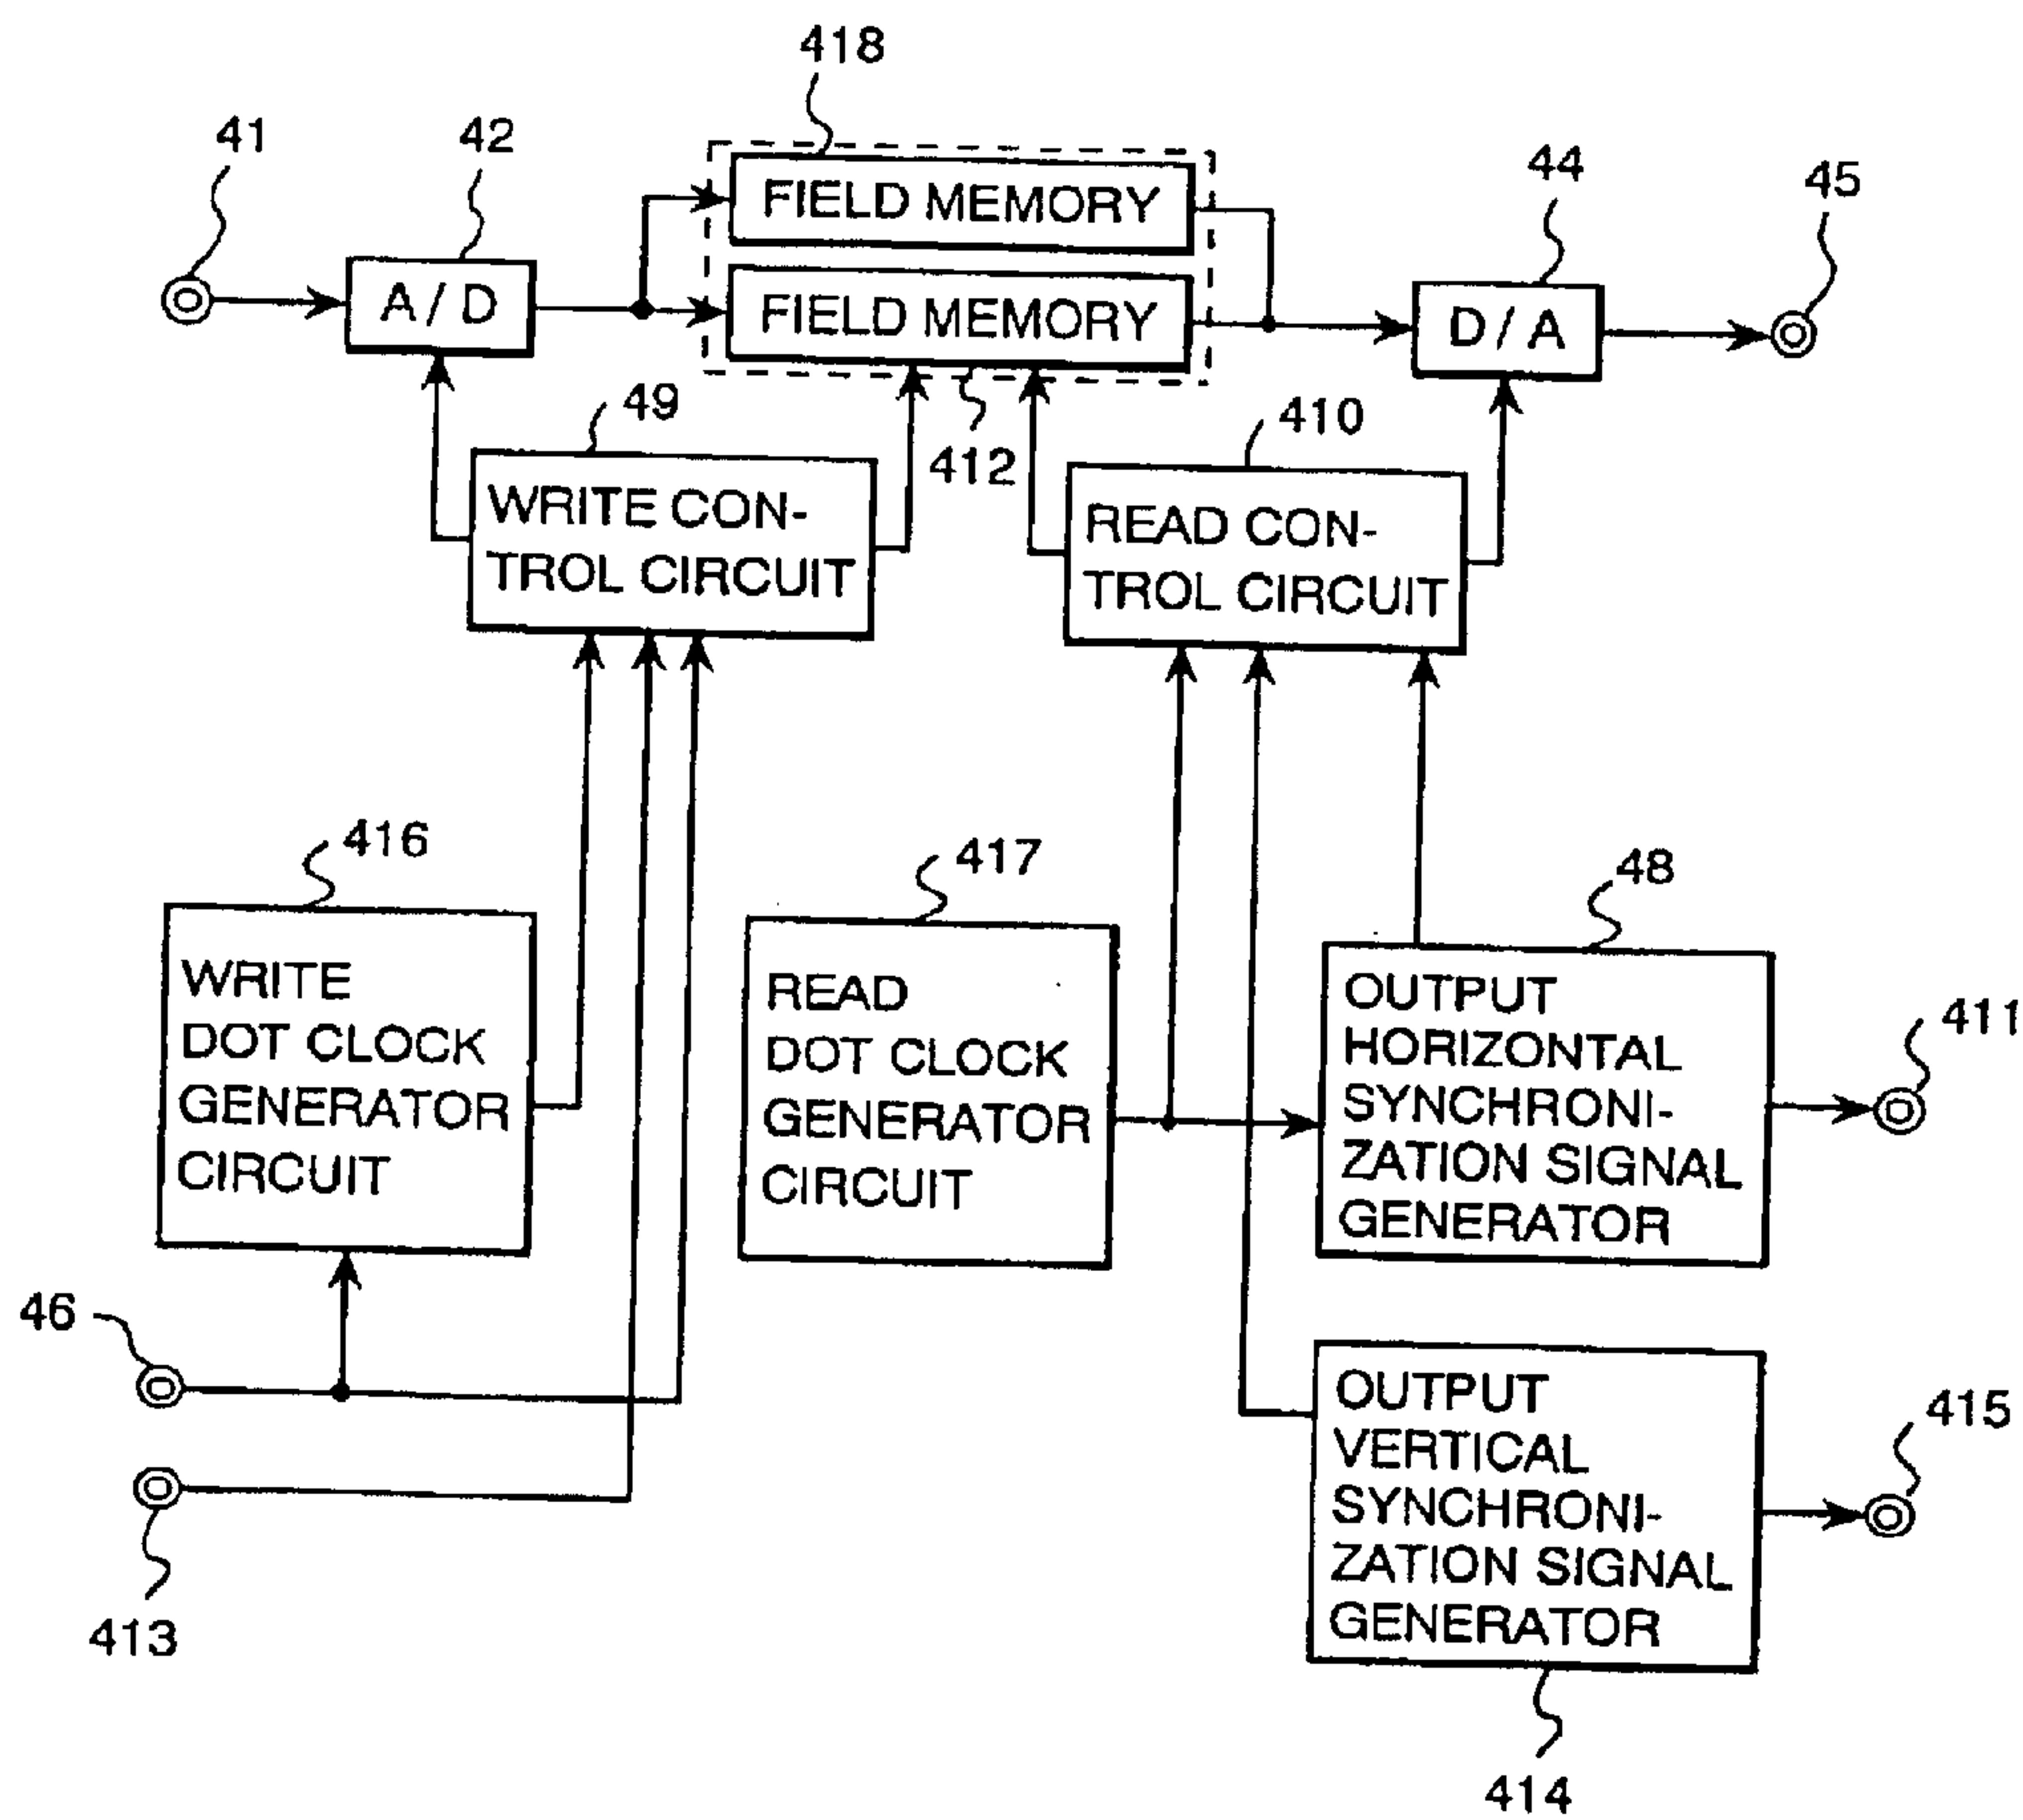 418
41
42
44
45
FIELD MEMORY
A / D
FIELD MEMORY
D / A
49
410
412
WRITE CON-
TROL CIRCUIT
READ CON-
TROL CIRCUIT
416
417
48
WRITE
DOT CLOCK
GENERATOR
CIRCUIT
READ
DOT CLOCK
GENERATOR
CIRCUIT
OUTPUT
HORIZONTAL
SYNCHRONI-
ZATION SIGNAL
GENERATOR
411
46
413
OUTPUT
VERTICAL
SYNCHRONI-
ZATION SIGNAL
GENERATOR
415
414